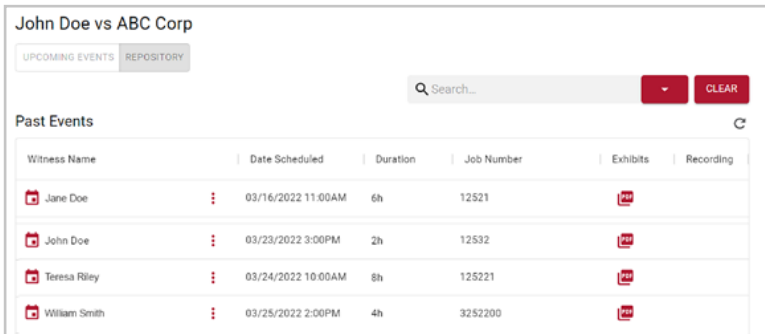 John Doe vs ABC Corp
UPCOMING EVENTS REPOSITORY
Search... CLEAR
Past Events
Witness Name Date Scheduled Duration Job Number Exhibits Recording
Jane Doe 03/16/2022 11:00AM 6h 12521 PDF
John Doe 03/23/2022 3:00PM 2h 12532 PDF
Teresa Riley 03/24/2022 10:00AM 8h 125221 PDF
William Smith 03/25/2022 2:00PM 4h 3252200 PDF